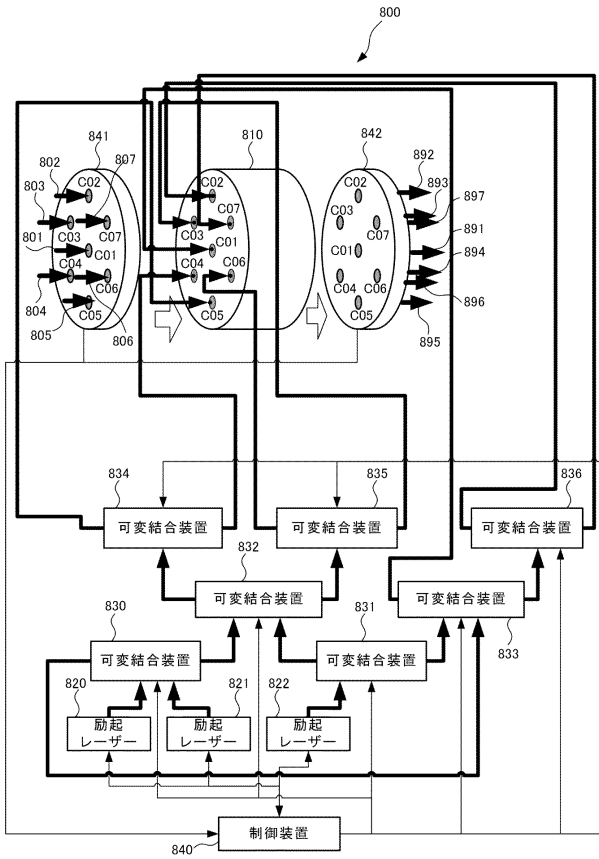 800
841
810
842
802
807
803
801
804
805
806
C02
C03
C07
C01
C04
C06
C05
C02
C07
C03
C01
C04
C06
C05
C02
C03
C07
C01
C04
C06
C05
892
893
897
891
894
896
895
834
可変結合装置
835
可変結合装置
836
可変結合装置
832
可変結合装置
可変結合装置
833
830
可変結合装置
831
可変結合装置
820
励起
レーザー
821
励起
レーザー
822
励起
レーザー
制御装置
840